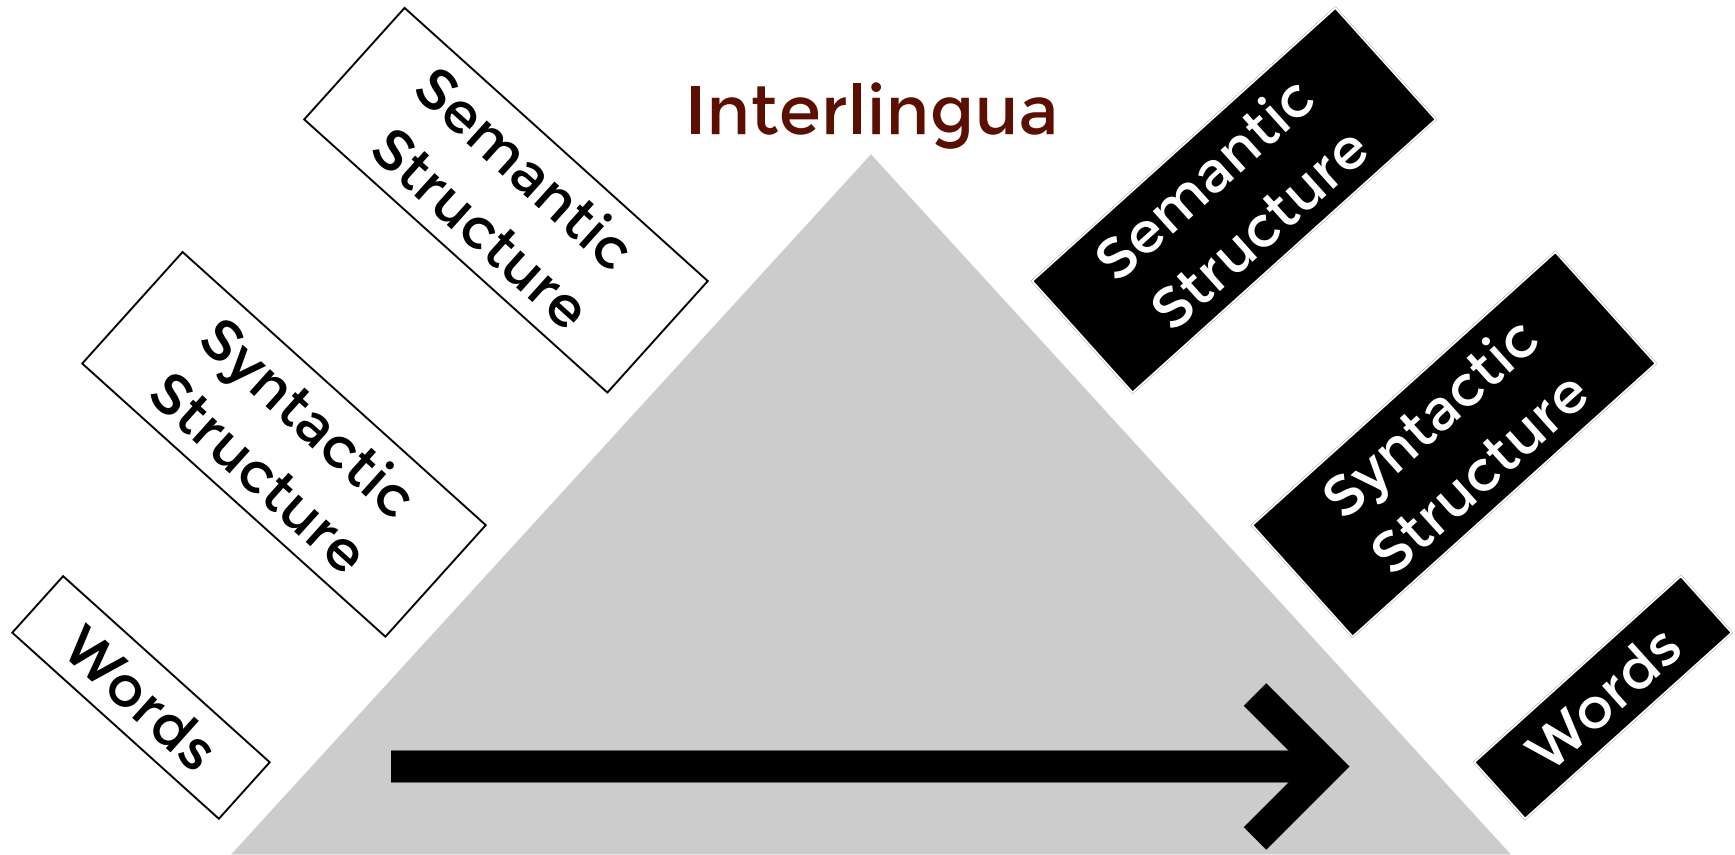 Interlingua
Semantic
Structure
Syntactic
Structure
Words
Semantic
Structure
Syntactic
Structure
Words